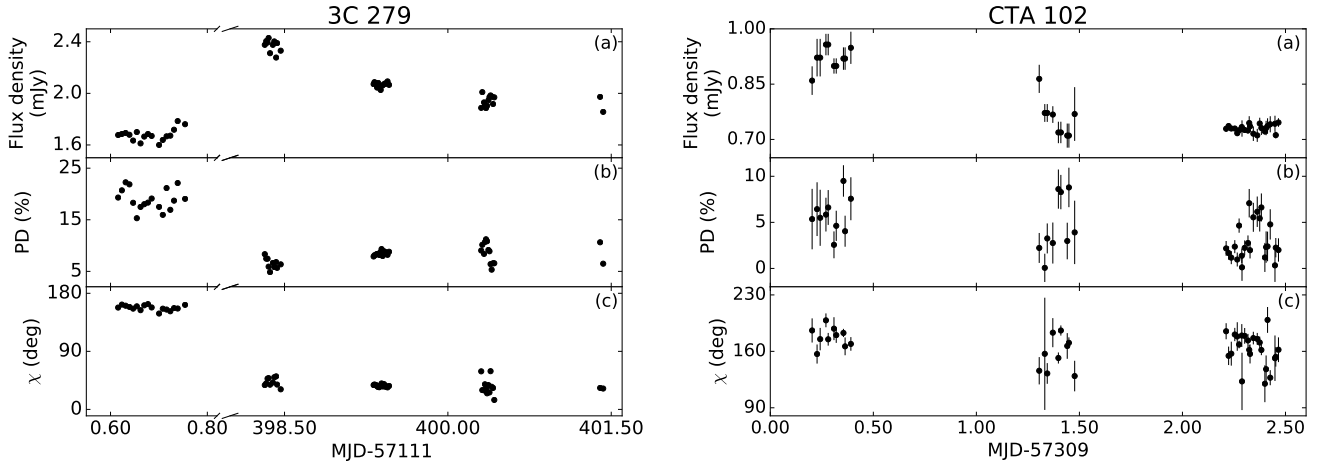 3C 279
CTA 102
Flux density
(mJy)
2.4
2.0
1.6
(a)
PD (%)
25
15
5
(b)
χ (deg)
180
90
0
(c)
0.60 0.80 398.50 400.00 401.50
MJD-57111
Flux density
(mJy)
1.00
0.85
0.70
(a)
PD (%)
10
5
0
(b)
χ (deg)
230
160
90
(c)
0.00 0.50 1.00 1.50 2.00 2.50
MJD-57309